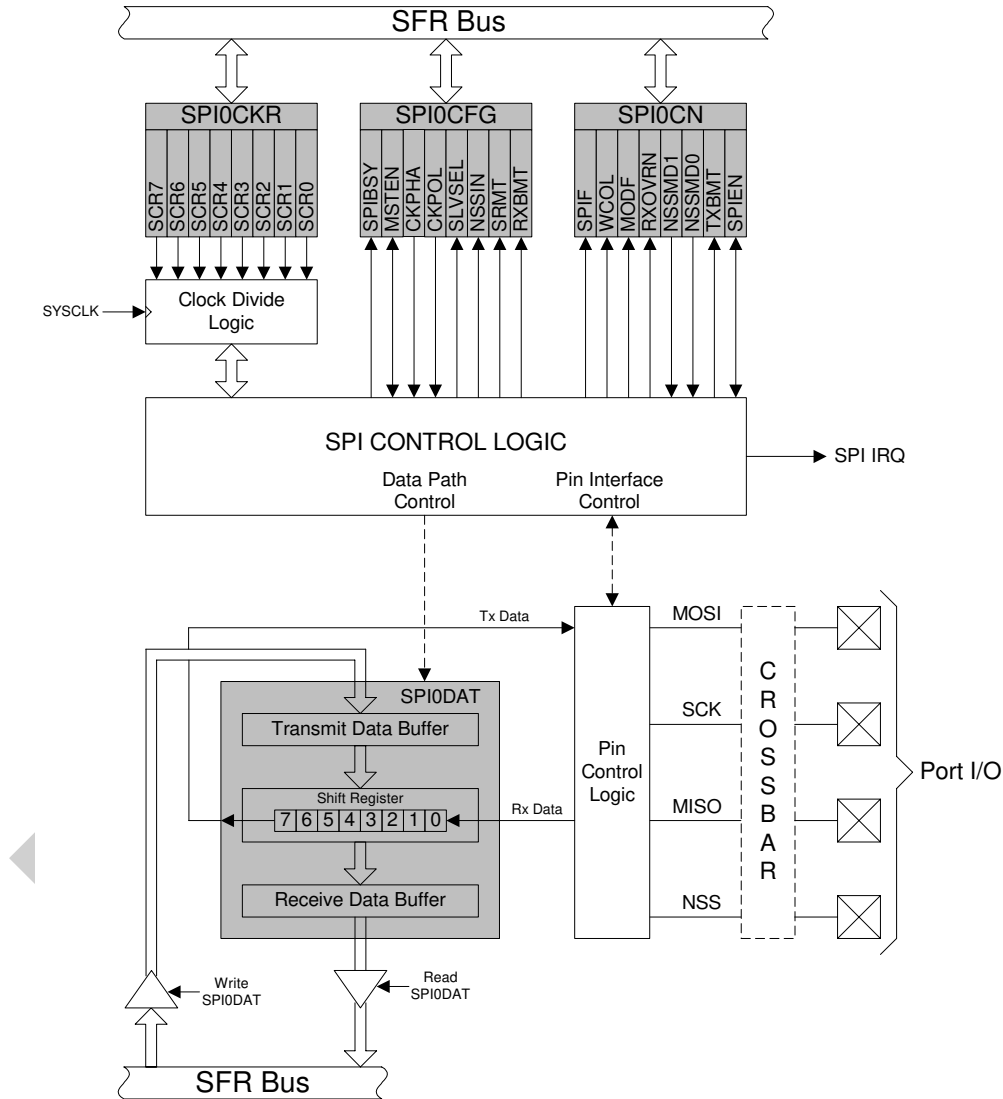 SFR Bus
SPI0CKR
SCR7
SCR6
SCR5
SCR4
SCR3
SCR2
SCR1
SCR0
SPI0CFG
SPIBSY
MSTEN
CKPHA
CKPOL
SLVSEL
NSSIN
SRMT
RXBMT
SPI0CN
SPIF
WCOL
MODF
RXOVRN
NSSMD1
NSSMD0
TXBMT
SPIEN
SYSCLK
Clock Divide
Logic
SPI CONTROL LOGIC
Data Path
Control
Pin Interface
Control
SPI IRQ
Tx Data
SPI0DAT
Transmit Data Buffer
Shift Register
7 6 5 4 3 2 1 0
Rx Data
Receive Data Buffer
Pin
Control
Logic
MOSI
SCK
MISO
NSS
CROSSBAR
Port I/O
Write
SPI0DAT
Read
SPI0DAT
SFR Bus